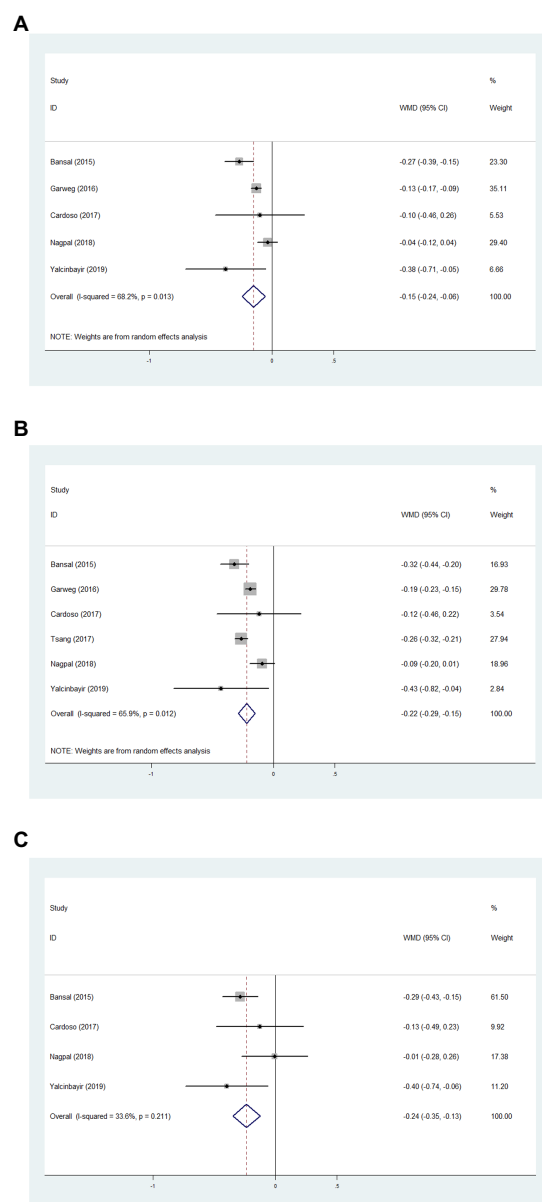 A
Study %
ID WMD (95% CI) Weight
Bansal (2015) -0.27 (-0.39, -0.15) 23.30
Garweg (2016) -0.13 (-0.17, -0.09) 35.11
Cardoso (2017) -0.10 (-0.46, 0.26) 5.53
Nagpal (2018) -0.04 (-0.12, 0.04) 29.40
Yalcinbayir (2019) -0.38 (-0.71, -0.05) 6.66
Overall (I-squared = 68.2%, p = 0.013) -0.15 (-0.24, -0.06) 100.00
NOTE: Weights are from random effects analysis
-1 0 .5
B
Study %
ID WMD (95% CI) Weight
Bansal (2015) -0.32 (-0.44, -0.20) 16.93
Garweg (2016) -0.19 (-0.23, -0.15) 29.78
Cardoso (2017) -0.12 (-0.46, 0.22) 3.54
Tsang (2017) -0.26 (-0.32, -0.21) 27.94
Nagpal (2018) -0.09 (-0.20, 0.01) 18.96
Yalcinbayir (2019) -0.43 (-0.82, -0.04) 2.84
Overall (I-squared = 65.9%, p = 0.012) -0.22 (-0.29, -0.15) 100.00
NOTE: Weights are from random effects analysis
-1 0 .5
C
Study %
ID WMD (95% CI) Weight
Bansal (2015) -0.29 (-0.43, -0.15) 61.50
Cardoso (2017) -0.13 (-0.49, 0.23) 9.92
Nagpal (2018) -0.01 (-0.28, 0.26) 17.38
Yalcinbayir (2019) -0.40 (-0.74, -0.06) 11.20
Overall (I-squared = 33.6%, p = 0.211) -0.24 (-0.35, -0.13) 100.00
-1 0 .5